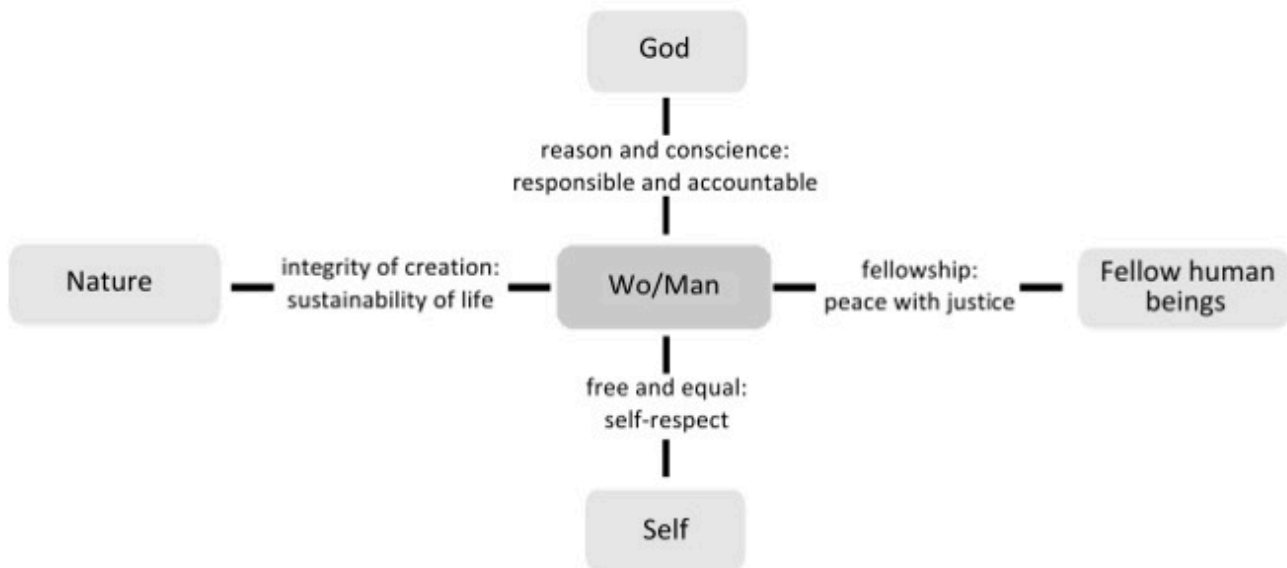 God
reason and conscience:
responsible and accountable
Nature
integrity of creation:
sustainability of life
Wo/Man
fellowship:
peace with justice
Fellow human
beings
free and equal:
self-respect
Self